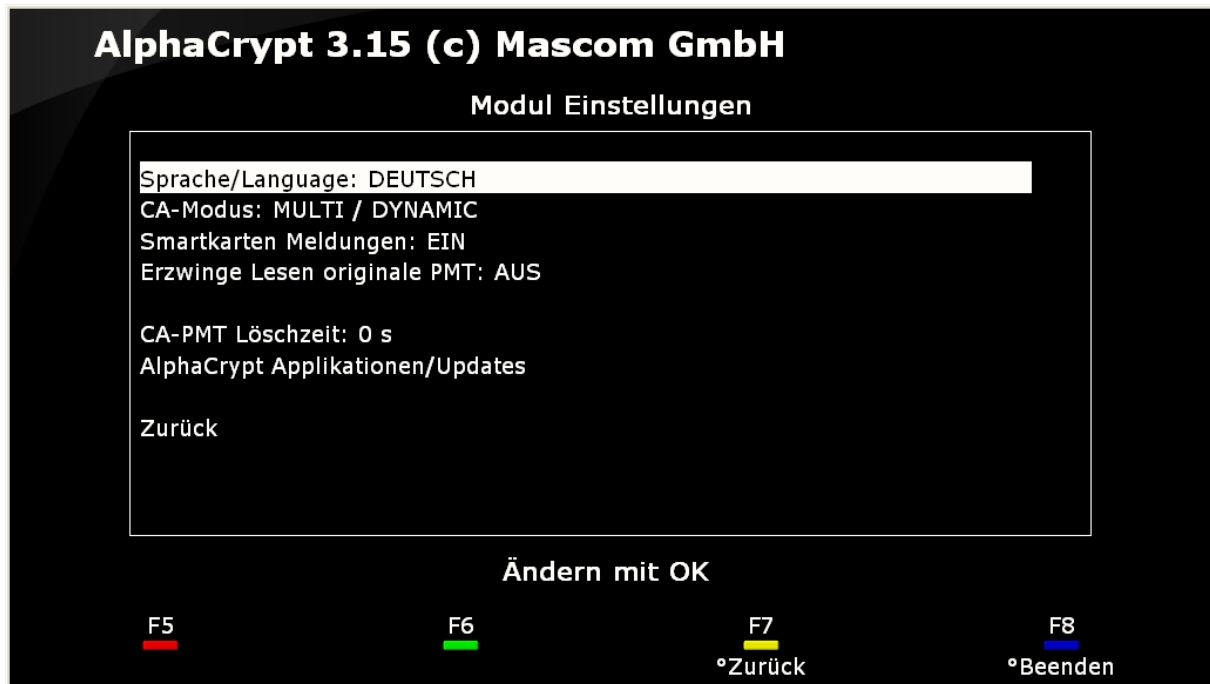 AlphaCrypt 3.15 (c) Mascom GmbH
Modul Einstellungen
Sprache/Language: DEUTSCH
CA-Modus: MULTI / DYNAMIC
Smartkarten Meldungen: EIN
Erzwinge Lesen originale PMT: AUS
CA-PMT Löschzeit: 0 s
AlphaCrypt Applikationen/Updates
Zurück
Ändern mit OK
F5 F6 F7 F8
°Zurück °Beenden